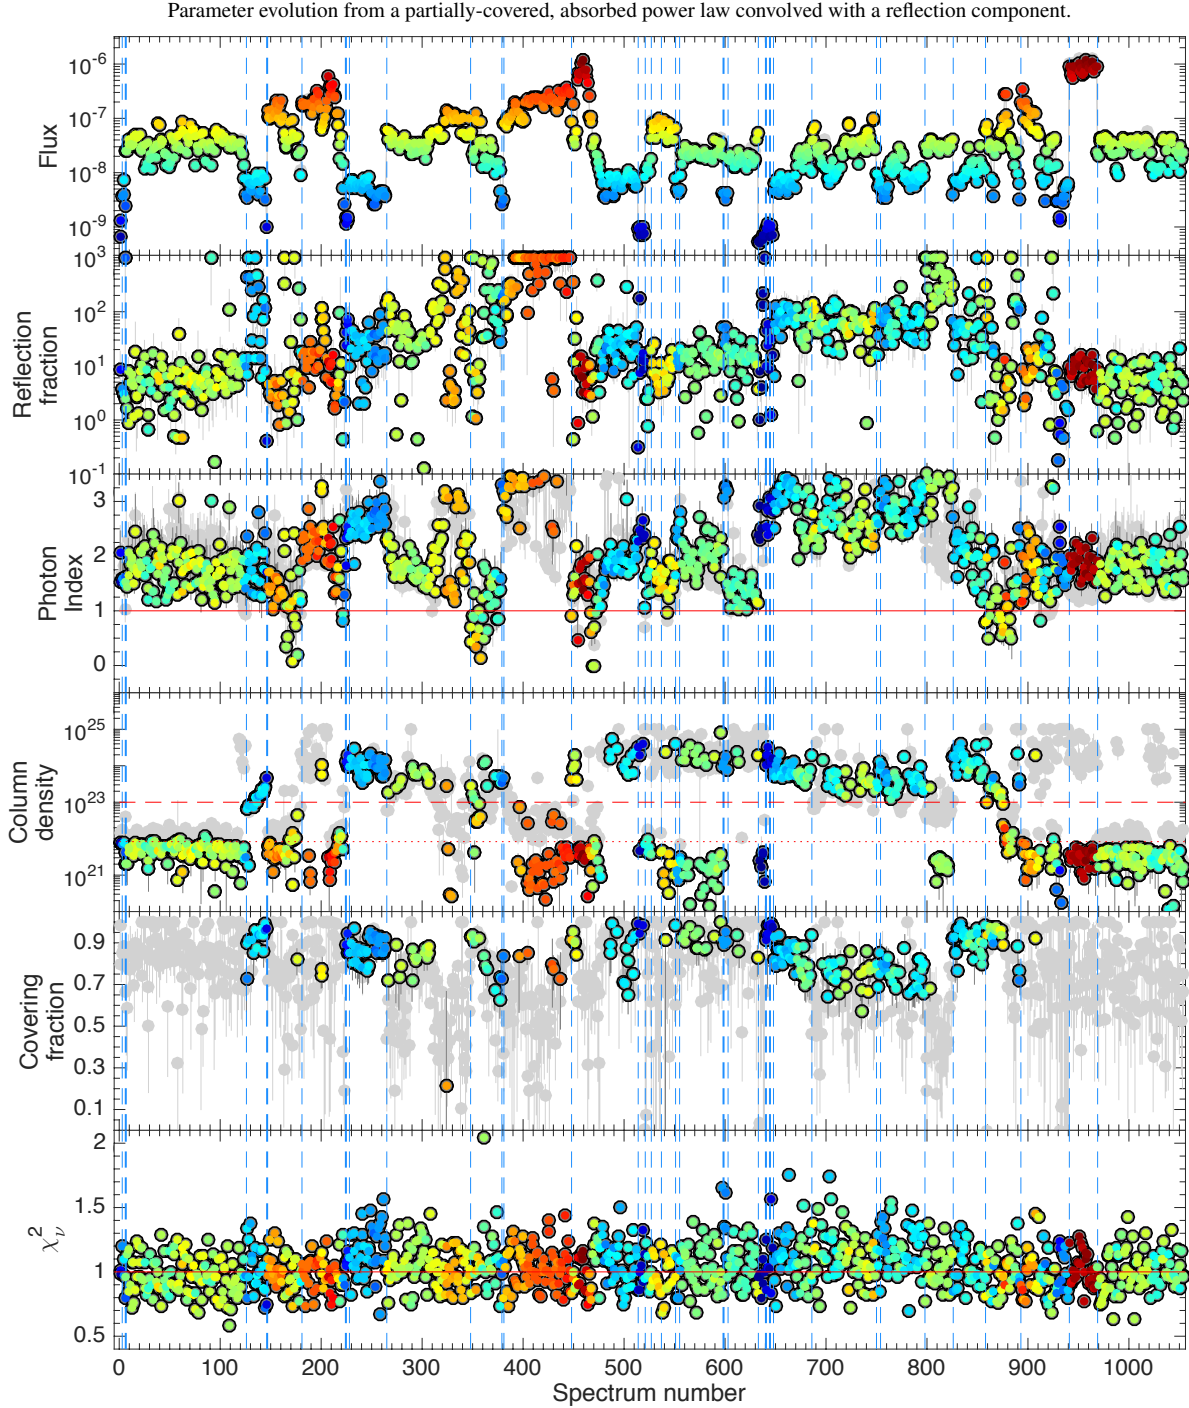 Parameter evolution from a partially-covered, absorbed power law convolved with a reflection component.
10^-6
10^-7
10^-8
10^-9
Flux
10^3
10^2
10^1
10^0
10^-1
Reflection
fraction
3
2
1
0
Photon
Index
10^25
10^23
10^21
Column
density
0.9
0.7
0.5
0.3
0.1
Covering
fraction
2
1.5
1
0.5
χ_ν^2
0 100 200 300 400 500 600 700 800 900 1000
Spectrum number